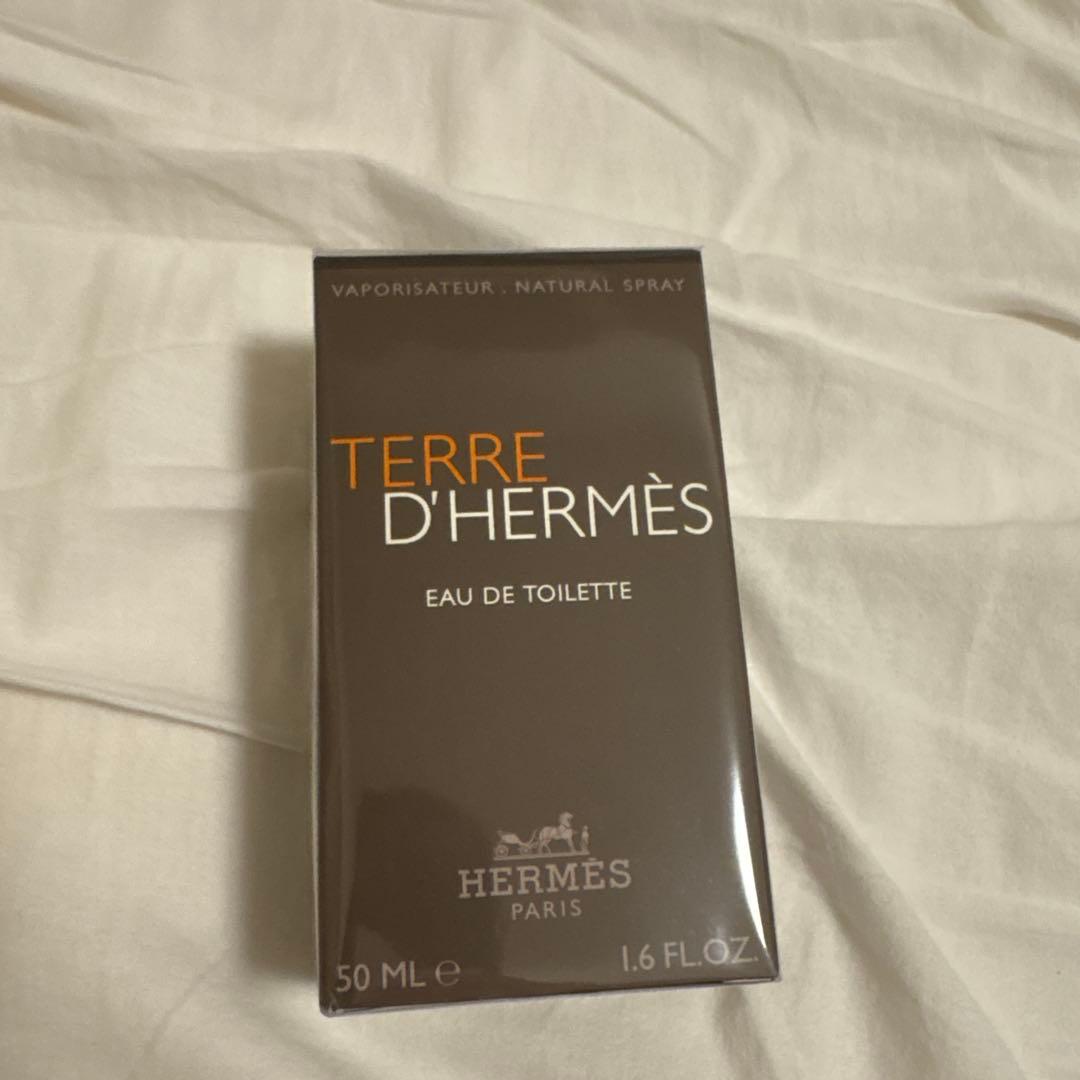 VAPORISATEUR . NATURAL SPRAY
TERRE
D'HERMÈS
EAU DE TOILETTE
HERMÈS
PARIS
50 ML ℮
1.6 FL.OZ.